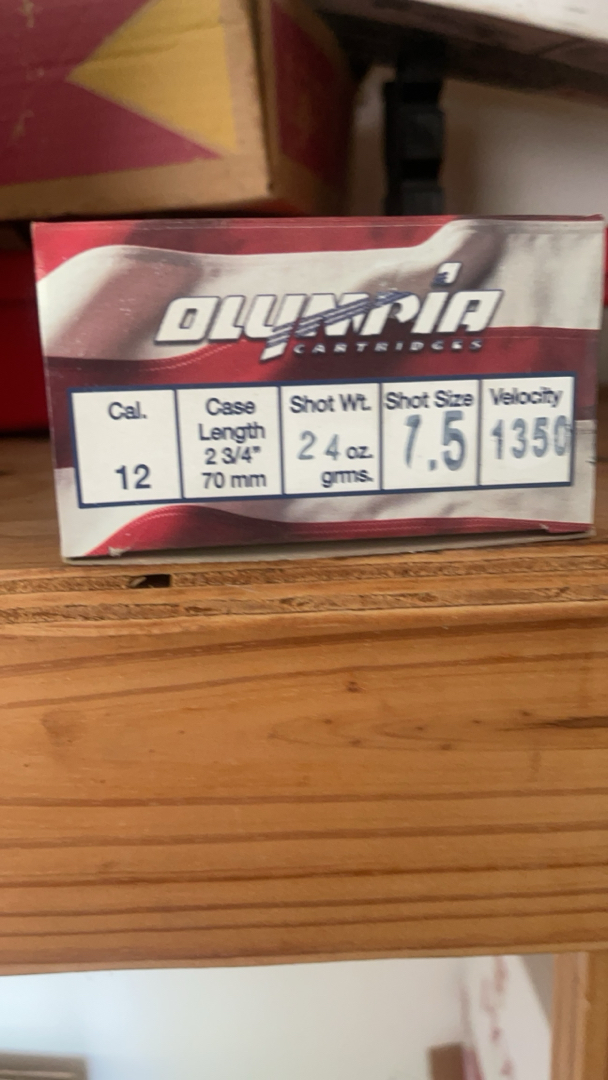 OLYMPIA
CARTRIDGES
Cal.
12
Case
Length
2 3/4"
70 mm
Shot Wt.
24 oz.
grms.
Shot Size
7.5
Velocity
1350